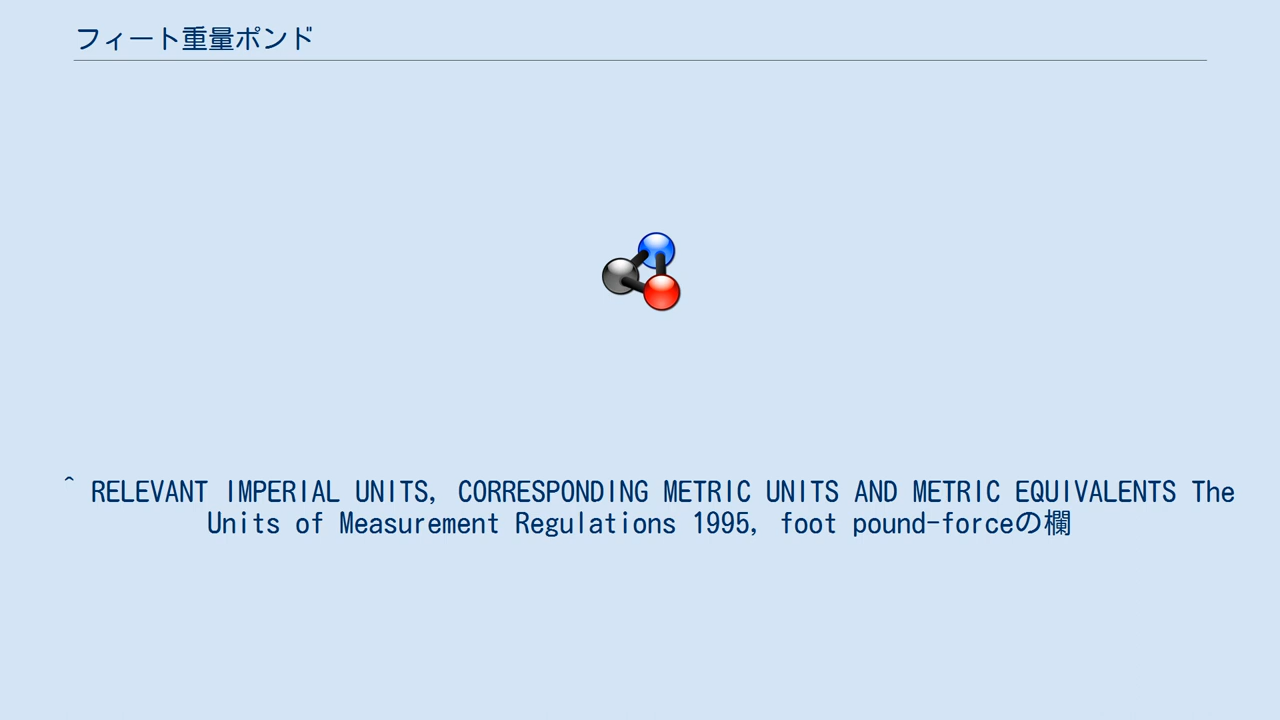 フィート重量ポンド
^ RELEVANT IMPERIAL UNITS, CORRESPONDING METRIC UNITS AND METRIC EQUIVALENTS The
Units of Measurement Regulations 1995, foot pound-forceの欄